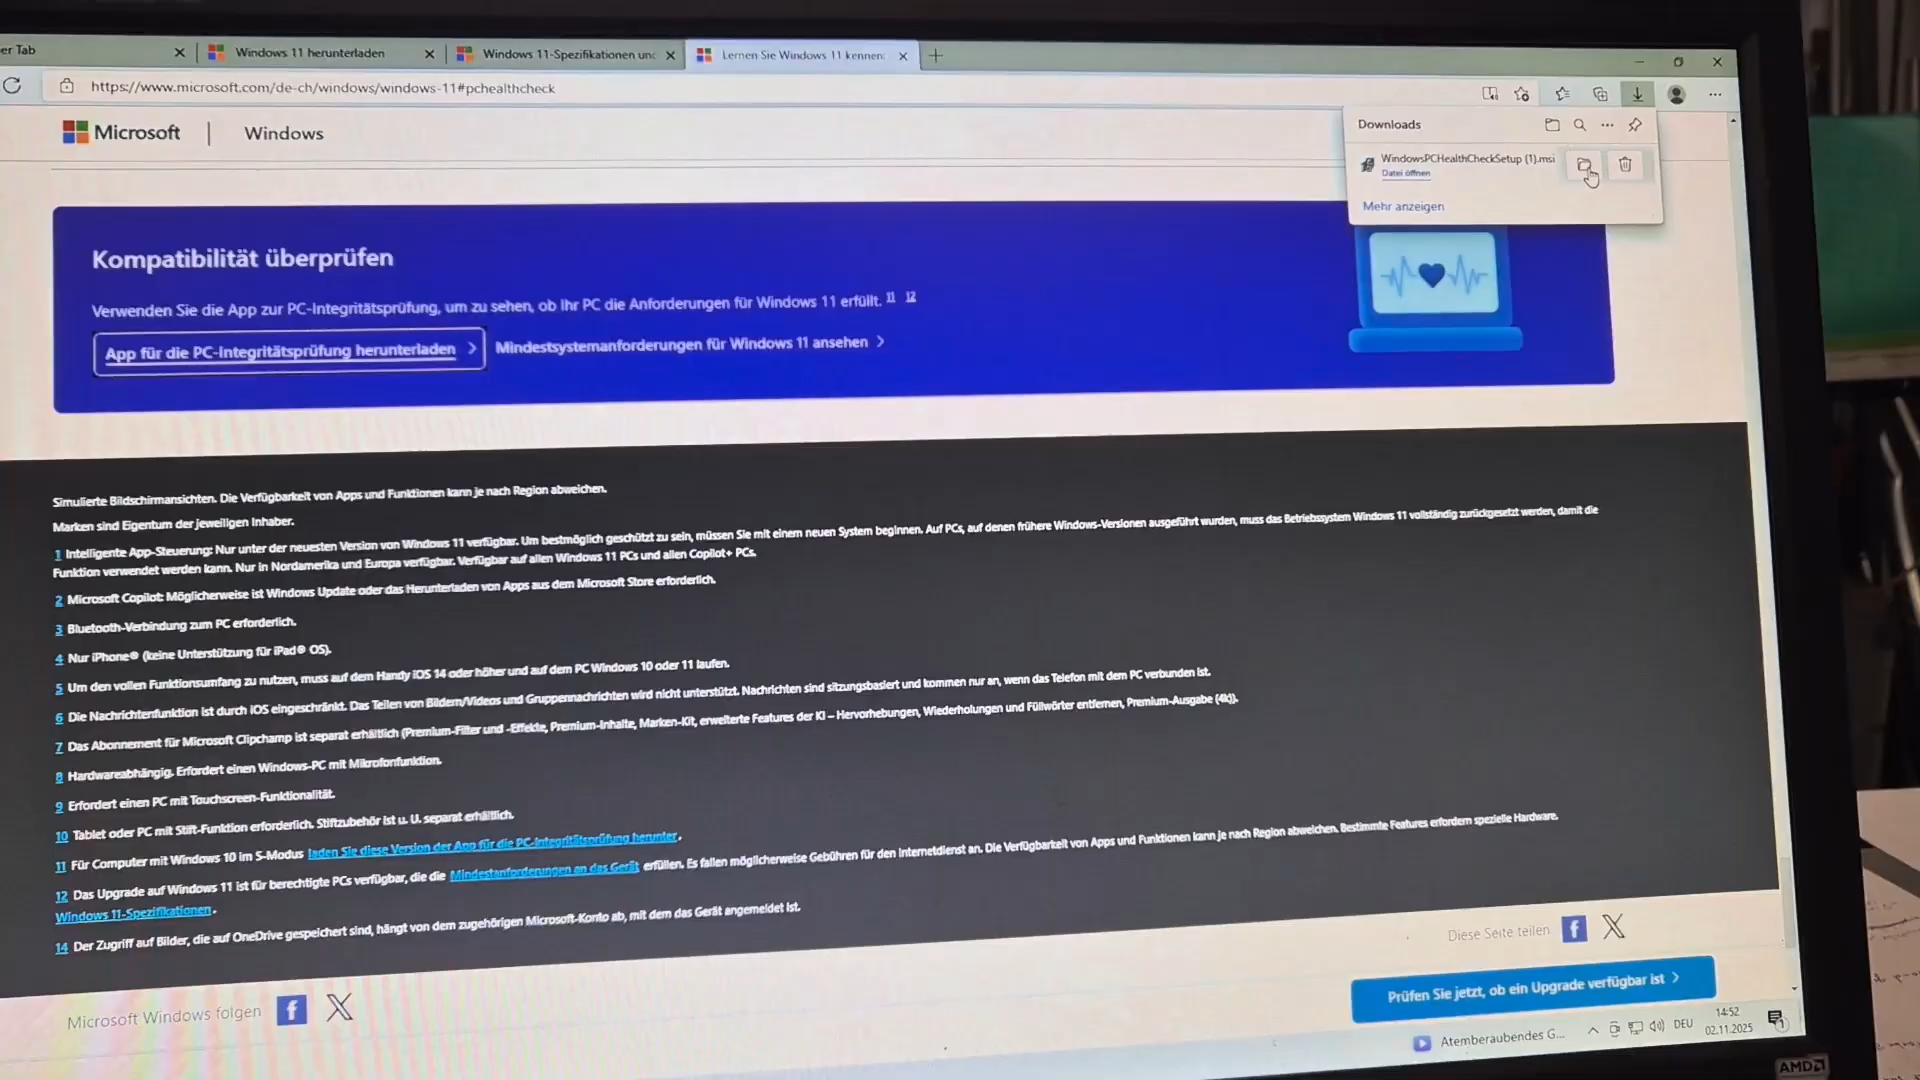 er Tab
Windows 11 herunterladen
Windows 11-Spezifikationen und
Lernen Sie Windows 11 kennen:
https://www.microsoft.com/de-ch/windows/windows-11#pchealthcheck
Microsoft | Windows
Downloads
WindowsPCHealthCheckSetup (1).msi
Datei öffnen
Mehr anzeigen
Kompatibilität überprüfen
Verwenden Sie die App zur PC-Integritätsprüfung, um zu sehen, ob Ihr PC die Anforderungen für Windows 11 erfüllt. 11 12
App für die PC-Integritätsprüfung herunterladen >
Mindestsystemanforderungen für Windows 11 ansehen >
Simulierte Bildschirmansichten. Die Verfügbarkeit von Apps und Funktionen kann je nach Region abweichen.
Marken sind Eigentum der jeweiligen Inhaber.
1 Intelligente App-Steuerung: Nur unter der neuesten Version von Windows 11 verfügbar. Um bestmöglich geschützt zu sein, müssen Sie mit einem neuen System beginnen. Auf PCs, auf denen frühere Windows-Versionen ausgeführt wurden, muss das Betriebssystem Windows 11 vollständig zurückgesetzt werden, damit die
Funktion verwendet werden kann. Nur in Nordamerika und Europa verfügbar. Verfügbar auf allen Windows 11 PCs und allen Copilot+ PCs.
2 Microsoft Copilot: Möglicherweise ist Windows Update oder das Herunterladen von Apps aus dem Microsoft Store erforderlich.
3 Bluetooth-Verbindung zum PC erforderlich.
4 Nur iPhone® (keine Unterstützung für iPad® OS).
5 Um den vollen Funktionsumfang zu nutzen, muss auf dem Handy iOS 14 oder höher und auf dem PC Windows 10 oder 11 laufen.
6 Die Nachrichtenfunktion ist durch iOS eingeschränkt. Das Teilen von Bildern/Videos und Gruppennachrichten wird nicht unterstützt. Nachrichten sind sitzungsbasiert und kommen nur an, wenn das Telefon mit dem PC verbunden ist.
7 Das Abonnement für Microsoft Clipchamp ist separat erhältlich (Premium-Filter und -Effekte, Premium-Inhalte, Marken-Kit, erweiterte Features der KI – Hervorhebungen, Wiederholungen und Füllwörter entfernen, Premium-Ausgabe (4k)).
8 Hardwareabhängig. Erfordert einen Windows-PC mit Mikrofonfunktion.
9 Erfordert einen PC mit Touchscreen-Funktionalität.
10 Tablet oder PC mit Stift-Funktion erforderlich. Stiftzubehör ist u. U. separat erhältlich.
11 Für Computer mit Windows 10 im S-Modus laden Sie diese Version der App für die PC-Integritätsprüfung herunter.
12 Das Upgrade auf Windows 11 ist für berechtigte PCs verfügbar, die die Mindestanforderungen an das Gerät erfüllen. Es fallen möglicherweise Gebühren für den Internetdienst an. Die Verfügbarkeit von Apps und Funktionen kann je nach Region abweichen. Bestimmte Features erfordern spezielle Hardware.
Windows 11-Spezifikationen.
14 Der Zugriff auf Bilder, die auf OneDrive gespeichert sind, hängt von dem zugehörigen Microsoft-Konto ab, mit dem das Gerät angemeldet ist.
Diese Seite teilen
Microsoft Windows folgen
Prüfen Sie jetzt, ob ein Upgrade verfügbar ist >
Atemberaubendes G...
DEU
14:52
02.11.2025
1
AMD